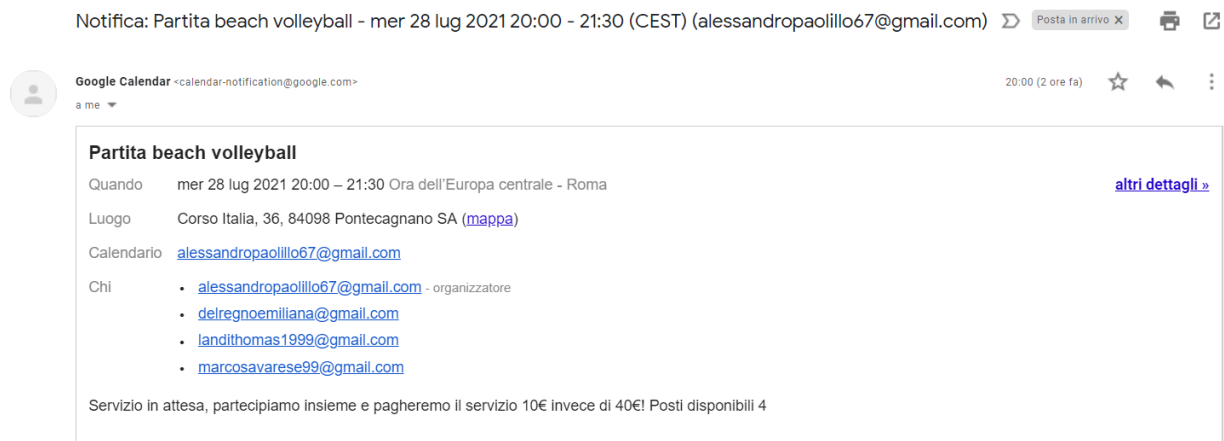 Notifica: Partita beach volleyball - mer 28 lug 2021 20:00 - 21:30 (CEST) (alessandropaolillo67@gmail.com) Posta in arrivo X
Google Calendar <calendar-notification@google.com> 20:00 (2 ore fa)
a me
Partita beach volleyball
Quando mer 28 lug 2021 20:00 – 21:30 Ora dell'Europa centrale - Roma altri dettagli »
Luogo Corso Italia, 36, 84098 Pontecagnano SA (mappa)
Calendario alessandropaolillo67@gmail.com
Chi • alessandropaolillo67@gmail.com - organizzatore
• delregnoemiliana@gmail.com
• landithomas1999@gmail.com
• marcosavarese99@gmail.com
Servizio in attesa, partecipiamo insieme e pagheremo il servizio 10€ invece di 40€! Posti disponibili 4